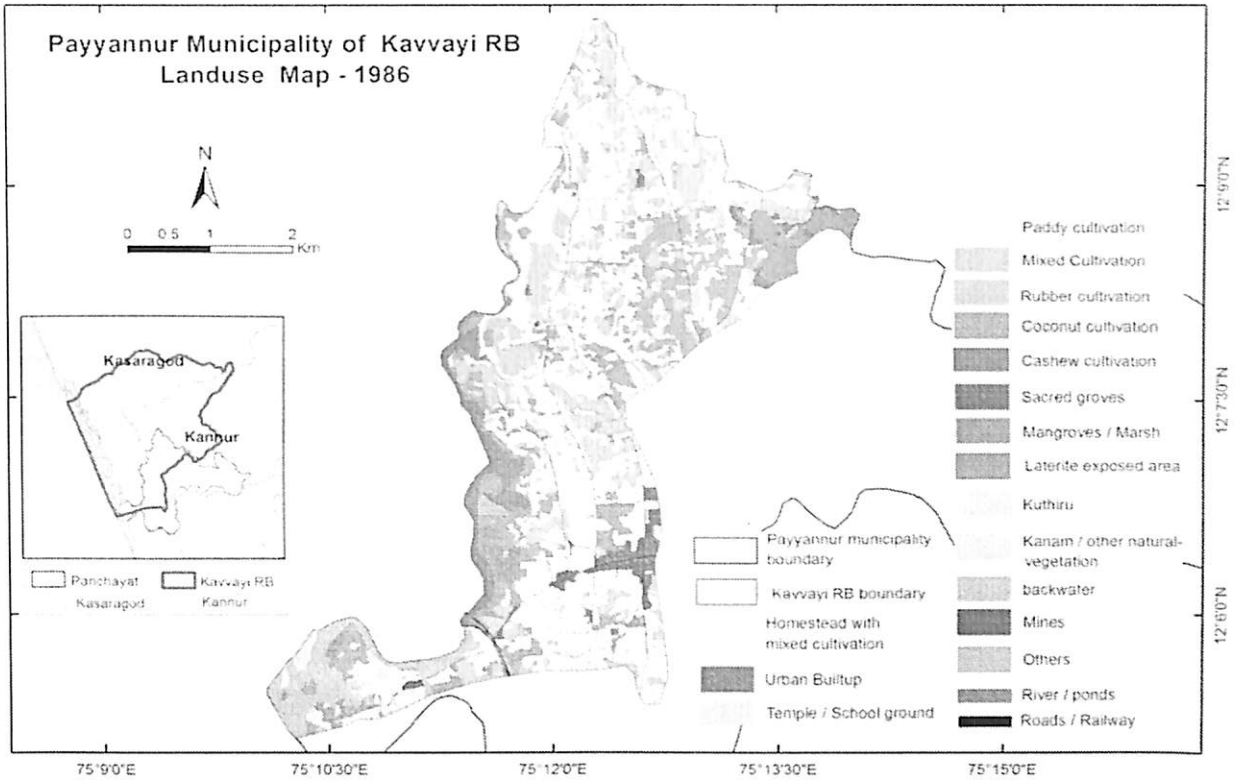 Payyannur Municipality of Kavvayi RB
Landuse Map - 1986
N
0 0.5 1 2
Km
Kasaragod
Kannur
Panchayat
Kasaragod
Kavvayi RB
Kannur
Payyannur municipality
boundary
Kavvayi RB boundary
Homestead with
mixed cultivation
Urban Builtup
Temple / School ground
Paddy cultivation
Mixed Cultivation
Rubber cultivation
Coconut cultivation
Cashew cultivation
Sacred groves
Mangroves / Marsh
Laterite exposed area
Kuthiru
Kanam / other natural-
vegetation
backwater
Mines
Others
River / ponds
Roads / Railway
12°9'0"N
12°7'30"N
12°6'0"N
75°9'0"E
75°10'30"E
75°12'0"E
75°13'30"E
75°15'0"E